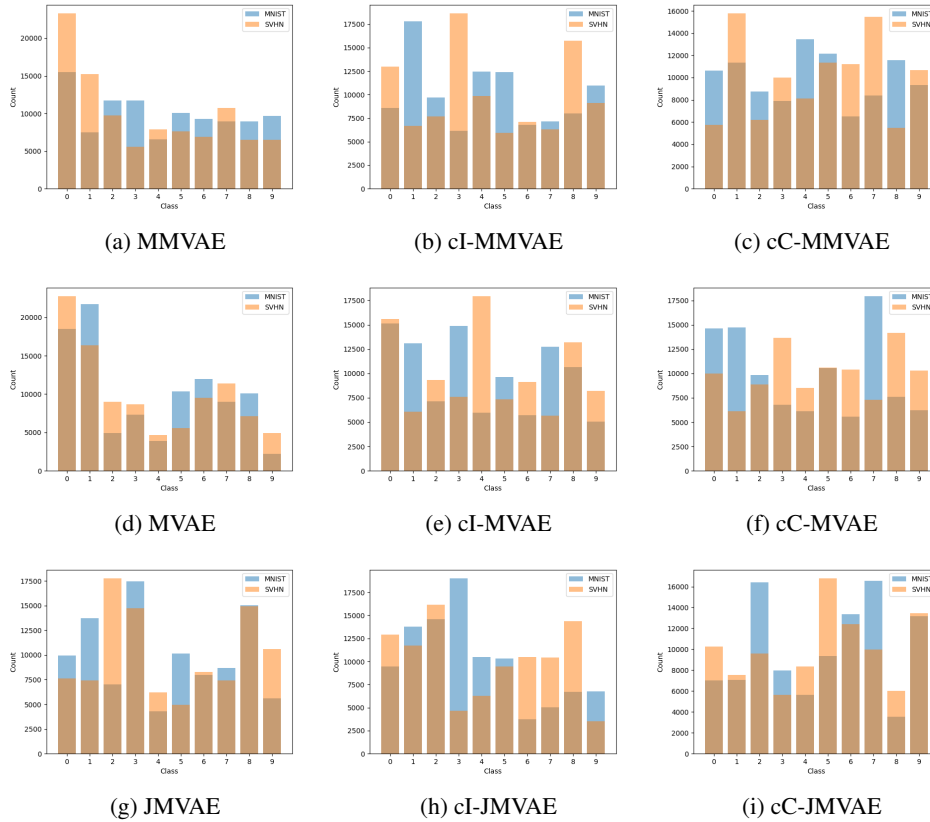 MNIST
SVHN
20000
15000
10000
5000
0
Count
0 1 2 3 4 5 6 7 8 9
Class
(a) MMVAE
MNIST
SVHN
17500
15000
12500
10000
7500
5000
2500
0
Count
0 1 2 3 4 5 6 7 8 9
Class
(b) cI-MMVAE
MNIST
SVHN
16000
14000
12000
10000
8000
6000
4000
2000
0
Count
0 1 2 3 4 5 6 7 8 9
Class
(c) cC-MMVAE
MNIST
SVHN
20000
15000
10000
5000
0
Count
0 1 2 3 4 5 6 7 8 9
Class
(d) MVAE
MNIST
SVHN
17500
15000
12500
10000
7500
5000
2500
0
Count
0 1 2 3 4 5 6 7 8 9
Class
(e) cI-MVAE
MNIST
SVHN
17500
15000
12500
10000
7500
5000
2500
0
Count
0 1 2 3 4 5 6 7 8 9
Class
(f) cC-MVAE
MNIST
SVHN
17500
15000
12500
10000
7500
5000
2500
0
Count
0 1 2 3 4 5 6 7 8 9
Class
(g) JMVAE
MNIST
SVHN
17500
15000
12500
10000
7500
5000
2500
0
Count
0 1 2 3 4 5 6 7 8 9
Class
(h) cI-JMVAE
MNIST
SVHN
16000
14000
12000
10000
8000
6000
4000
2000
0
Count
0 1 2 3 4 5 6 7 8 9
Class
(i) cC-JMVAE